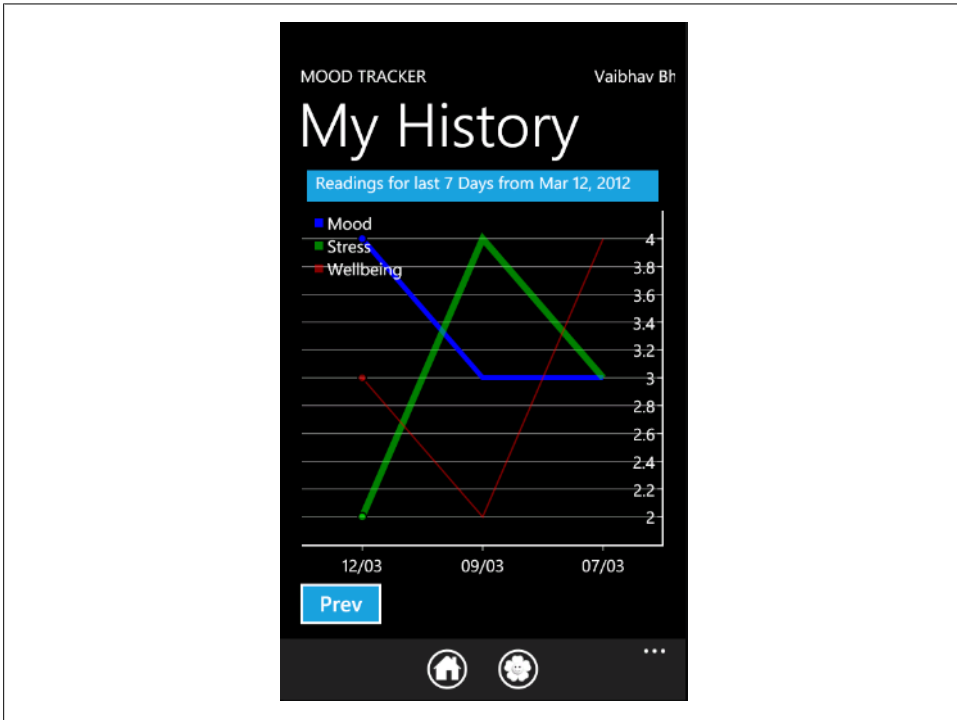 MOOD TRACKER Vaibhav Bh
My History
Readings for last 7 Days from Mar 12, 2012
Mood
Stress
Wellbeing
4
3.8
3.6
3.4
3.2
3
2.8
2.6
2.4
2.2
2
12/03 09/03 07/03
Prev
...